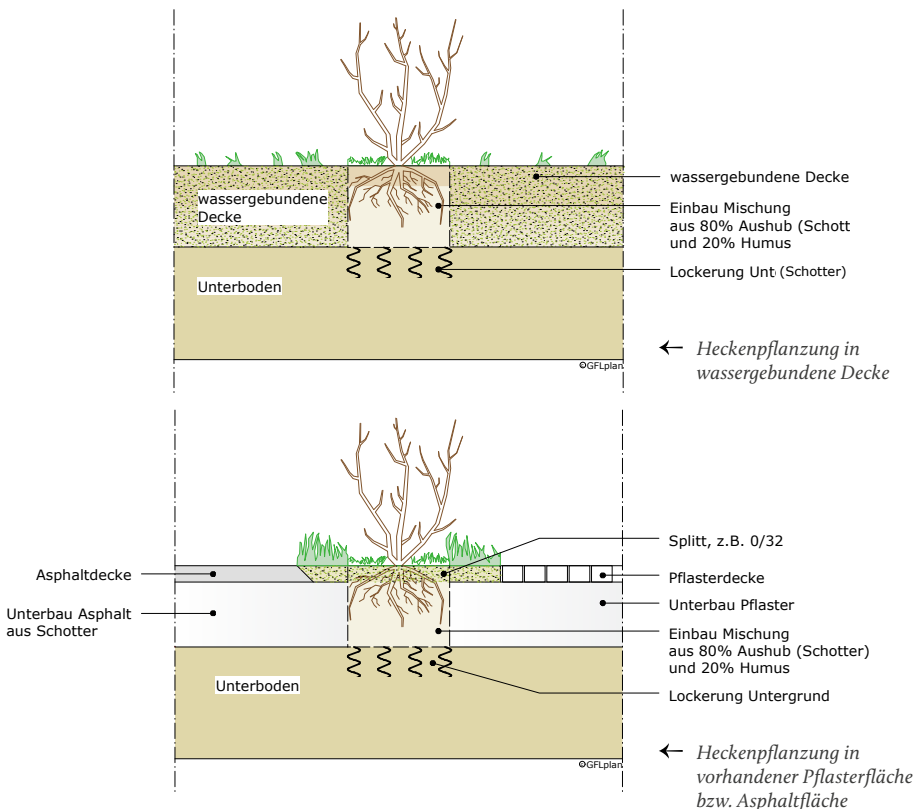 wassergebundene
Decke
Unterboden
wassergebundene Decke
Einbau Mischung
aus 80% Aushub (Schott
und 20% Humus
Lockerung Unt (Schotter)
©GFLplan
← Heckenpflanzung in
wassergebundene Decke
Asphaltdecke
Unterbau Asphalt
aus Schotter
Unterboden
Splitt, z.B. 0/32
Pflasterdecke
Unterbau Pflaster
Einbau Mischung
aus 80% Aushub (Schotter)
und 20% Humus
Lockerung Untergrund
©GFLplan
← Heckenpflanzung in
vorhandener Pflasterfläche
bzw. Asphaltfläche